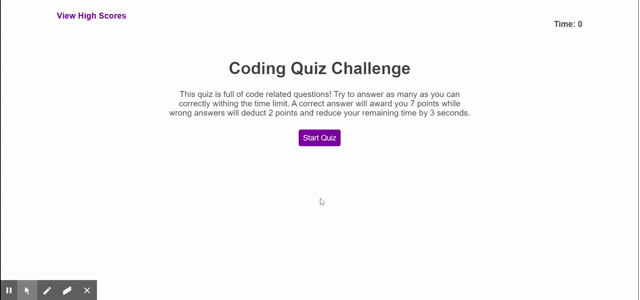 View High Scores
Time: 0
Coding Quiz Challenge
This quiz is full of code related questions! Try to answer as many as you can
correctly withing the time limit. A correct answer will award you 7 points while
wrong answers will deduct 2 points and reduce your remaining time by 3 seconds.
Start Quiz